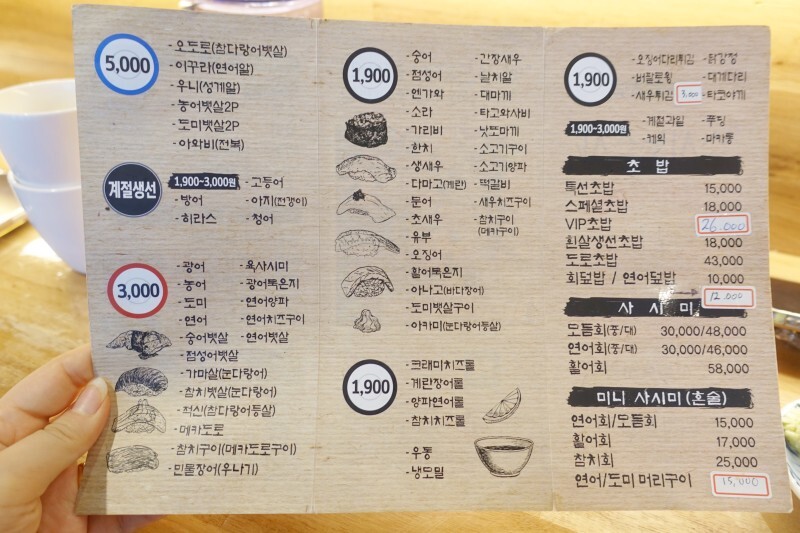 5,000
-오도로(참다랑어뱃살)
-이꾸라(연어알)
-우니(성게알)
-농어뱃살2P
-도미뱃살2P
-아와비(전복)
계절생선
1,900~3,000원 -고등어
-방어 -아지(전갱이)
-히라스 -청어
3,000
-광어 -육사시미
-농어 -광어묵은지
-도미 -연어양파
-연어 -연어치즈구이
-숭어뱃살 -연어뱃살
-점성어뱃살
-가마살(눈다랑어)
-참치뱃살(눈다랑어)
-적신(참다랑어등살)
-메카도로
-참치구이(메카도로구이)
-민물장어(우나기)
1,900
-숭어 -간장새우
-점성어 -날치알
-엔가와 -대마끼
-소라 -타고와사비
-가리비 -낫또마끼
-한치 -소고기구이
-생새우 -소고기양파
-다마고(계란) -떡갈비
-문어 -새우치즈구이
-초새우 -참치구이
(메카구이)
-유부
-오징어
-활어묵은지
-아나고(바다장어)
-도미뱃살구이
-아카미(눈다랑어등살)
1,900
-크래미치즈롤
-계란장어롤
-양파연어롤
-참치치즈롤
-우동
-냉모밀
1,900
-오징어다리튀김 -닭강정
-버팔로윙 -대게다리
-새우튀김 3,000 -타코야끼
1,900~3,000원
-계절과일 -푸딩
-케익 -마카롱
초밥
특선초밥 15,000
스페셜초밥 18,000
VIP초밥 26,000
흰살생선초밥 18,000
도로초밥 43,000
회덮밥 / 연어덮밥 10,000
12,000
사시미
모듬회(중/대) 30,000/48,000
연어회(중/대) 30,000/46,000
활어회 58,000
미니 사시미(혼술)
연어회/모듬회 15,000
활어회 17,000
참치회 25,000
연어/도미 머리구이 15,000